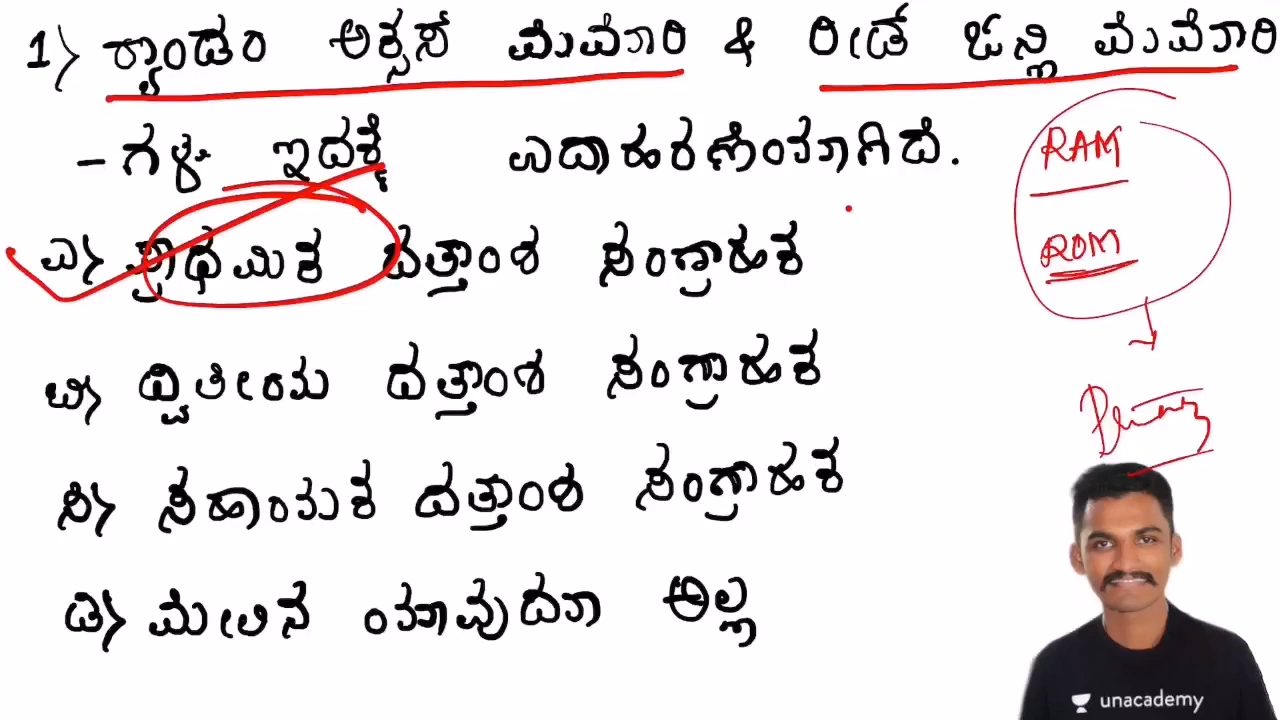 1) ರ್‍ಯಾಂಡಂ ಅಕ್ಸಸ್ ಮೆಮೊರಿ & ರೀಡ್ ಓನ್ಲಿ ಮೆಮೊರಿ
- ಗಳು ಇದಕ್ಕೆ ಉದಾಹರಣೆಯಾಗಿದೆ.
ಎ) ಪ್ರಾಥಮಿಕ ದತ್ತಾಂಶ ಸಂಗ್ರಾಹಕ
ಬಿ) ದ್ವಿತೀಯ ದತ್ತಾಂಶ ಸಂಗ್ರಾಹಕ
ಸಿ) ಸಹಾಯಕ ದತ್ತಾಂಶ ಸಂಗ್ರಾಹಕ
ಡಿ) ಮೇಲಿನ ಯಾವುದೂ ಅಲ್ಲ
RAM
ROM
unacademy